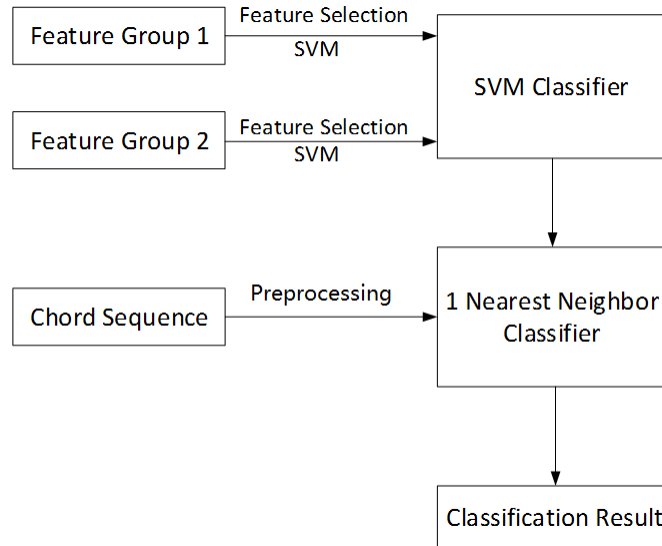 Feature Selection
Feature Group 1
SVM
SVM Classifier
Feature Selection
Feature Group 2
SVM
Preprocessing
Chord Sequence
1 Nearest Neighbor
Classifier
Classification Result